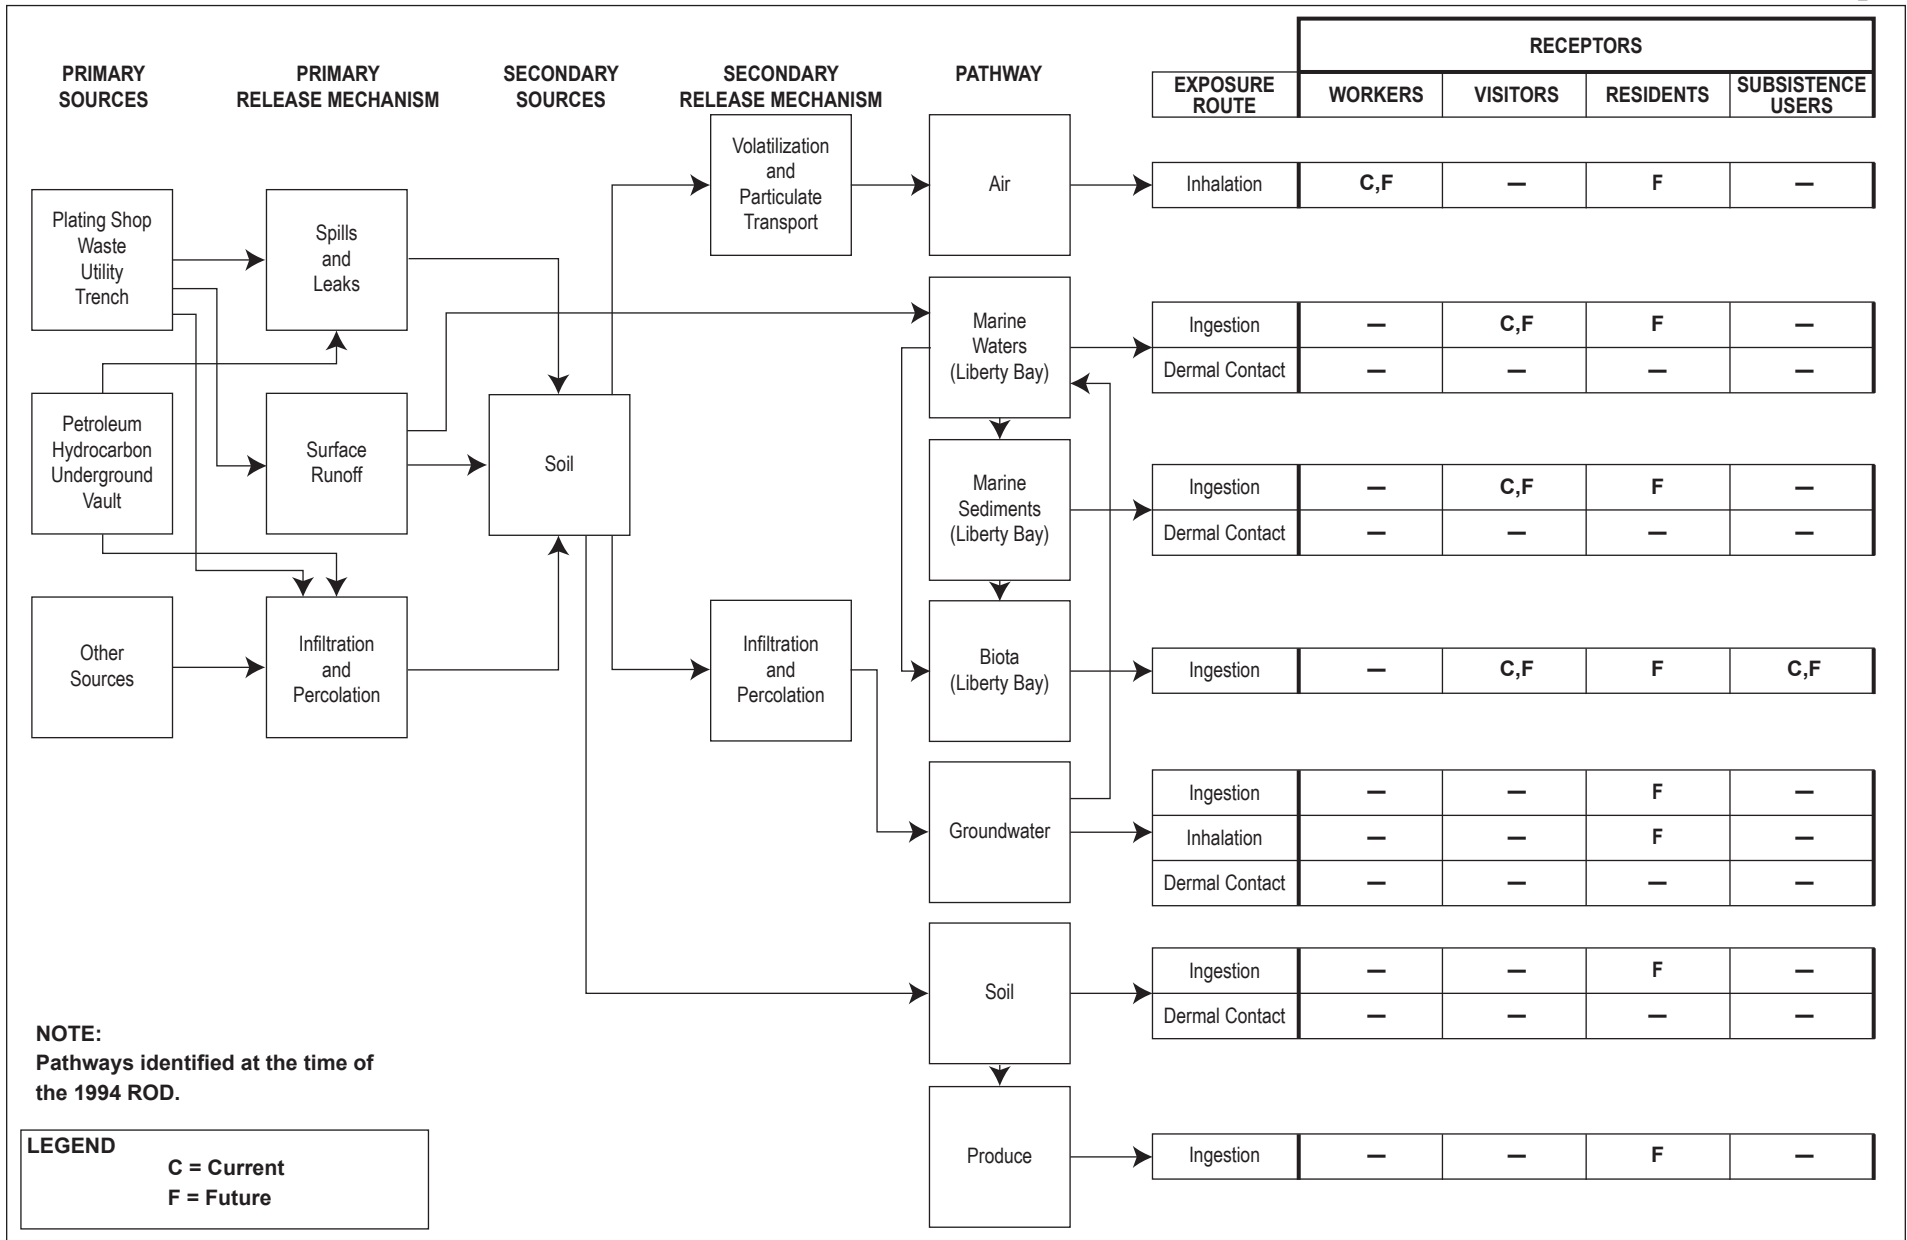 PRIMARY
SOURCES
PRIMARY
RELEASE MECHANISM
SECONDARY
SOURCES
SECONDARY
RELEASE MECHANISM
PATHWAY
EXPOSURE
ROUTE
RECEPTORS
WORKERS
VISITORS
RESIDENTS
SUBSISTENCE
USERS
Plating Shop
Waste
Utility
Trench
Petroleum
Hydrocarbon
Underground
Vault
Other
Sources
Spills
and
Leaks
Surface
Runoff
Infiltration
and
Percolation
Soil
Volatilization
and
Particulate
Transport
Infiltration
and
Percolation
Air
Marine
Waters
(Liberty Bay)
Marine
Sediments
(Liberty Bay)
Biota
(Liberty Bay)
Groundwater
Soil
Produce
Inhalation C,F — F —
Ingestion — C,F F —
Dermal Contact — — — —
Ingestion — C,F F —
Dermal Contact — — — —
Ingestion — C,F F C,F
Ingestion — — F —
Inhalation — — F —
Dermal Contact — — — —
Ingestion — — F —
Dermal Contact — — — —
Ingestion — — F —
NOTE:
Pathways identified at the time of
the 1994 ROD.
LEGEND
C = Current
F = Future